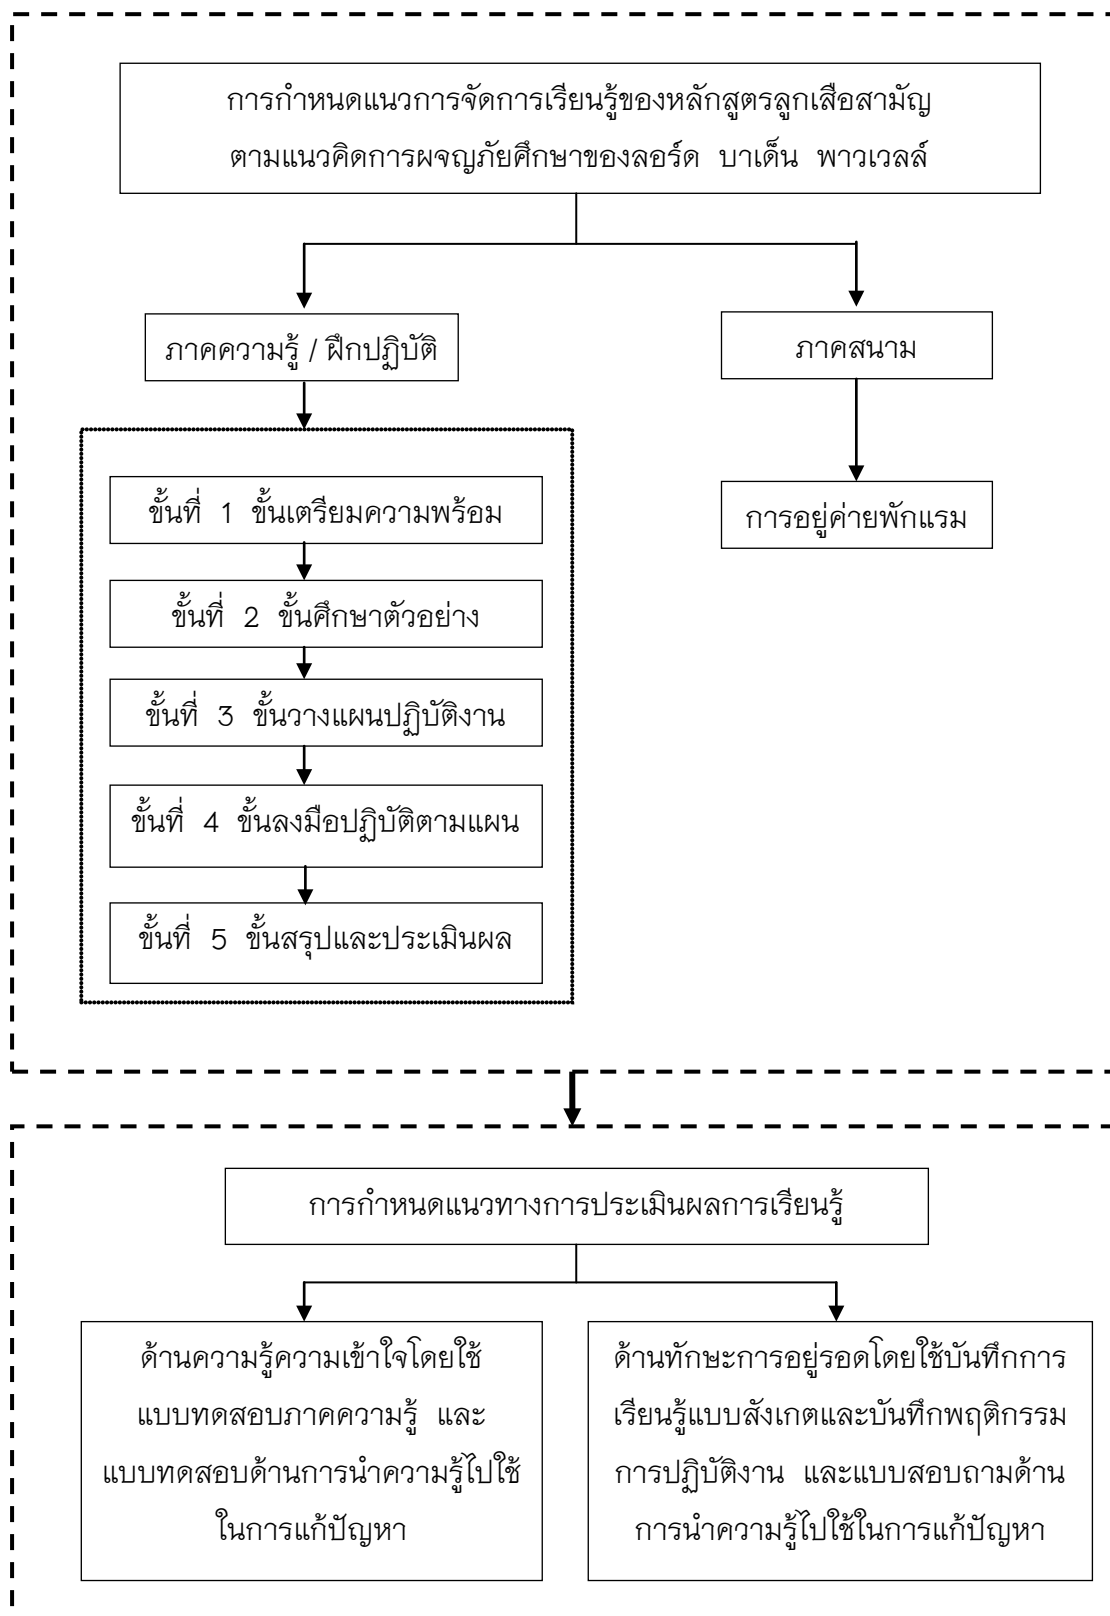 การกำหนดแนวการจัดการเรียนรู้ของหลักสูตรลูกเสือสามัญ
ตามแนวคิดการผจญภัยศึกษาของลอร์ด บาเด็น พาวเวลล์
ภาคความรู้ / ฝึกปฏิบัติ
ภาคสนาม
ขั้นที่ 1 ขั้นเตรียมความพร้อม
การอยู่ค่ายพักแรม
ขั้นที่ 2 ขั้นศึกษาตัวอย่าง
ขั้นที่ 3 ขั้นวางแผนปฏิบัติงาน
ขั้นที่ 4 ขั้นลงมือปฏิบัติตามแผน
ขั้นที่ 5 ขั้นสรุปและประเมินผล
การกำหนดแนวทางการประเมินผลการเรียนรู้
ด้านความรู้ความเข้าใจโดยใช้
แบบทดสอบภาคความรู้ และ
แบบทดสอบด้านการนำความรู้ไปใช้
ในการแก้ปัญหา
ด้านทักษะการอยู่รอดโดยใช้บันทึกการ
เรียนรู้แบบสังเกตและบันทึกพฤติกรรม
การปฏิบัติงาน และแบบสอบถามด้าน
การนำความรู้ไปใช้ในการแก้ปัญหา